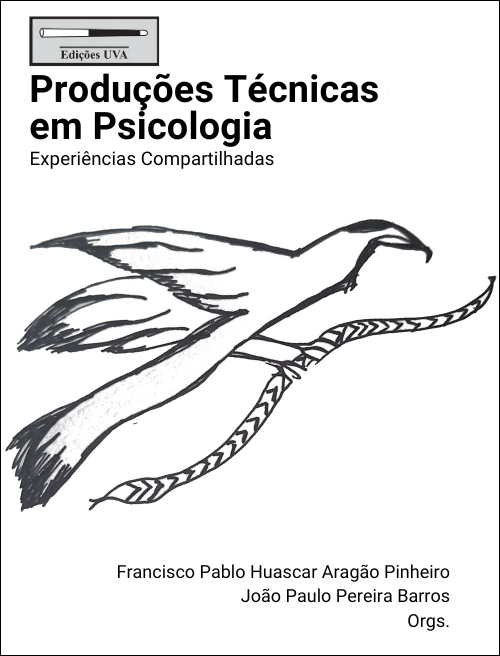 Edições UVA
Produções Técnicas
em Psicologia
Experiências Compartilhadas
Francisco Pablo Huascar Aragão Pinheiro
João Paulo Pereira Barros
Orgs.